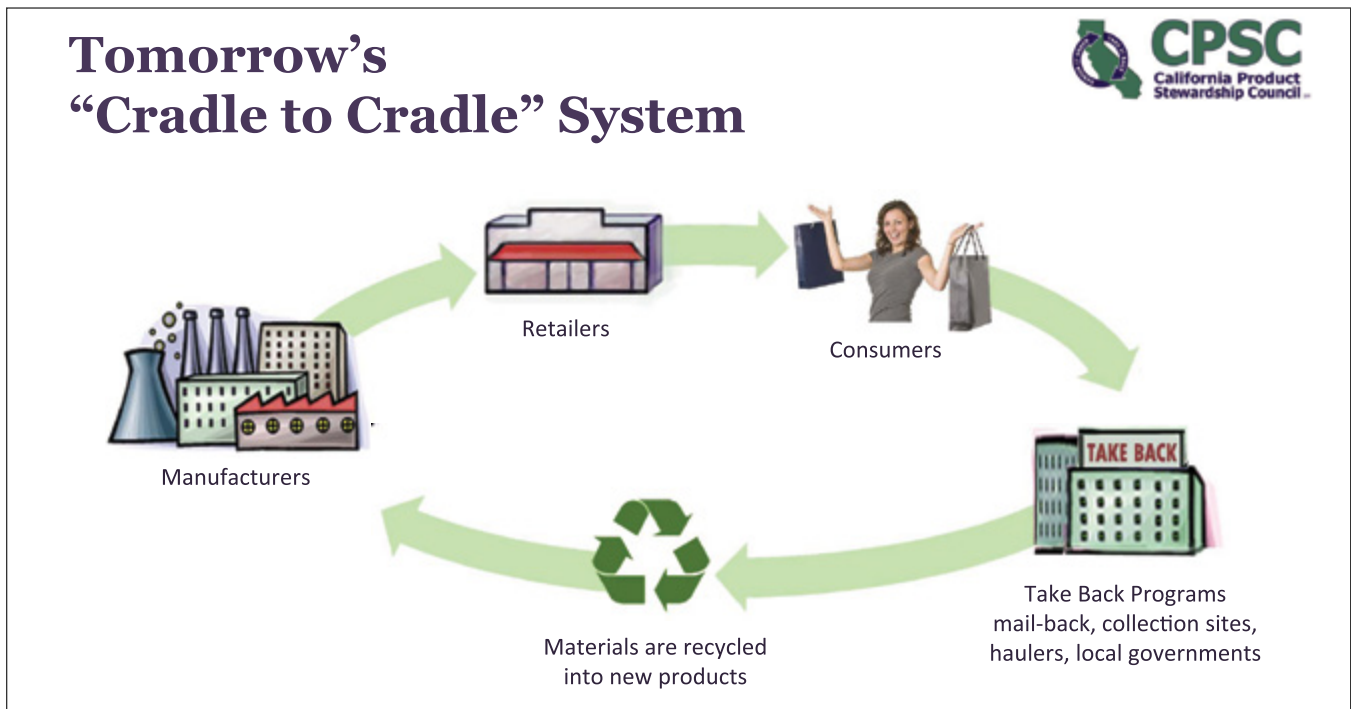 Tomorrow’s
“Cradle to Cradle” System
CPSC
California Product
Stewardship Council
Retailers
Consumers
Manufacturers
TAKE BACK
Take Back Programs
mail-back, collection sites,
haulers, local governments
Materials are recycled
into new products